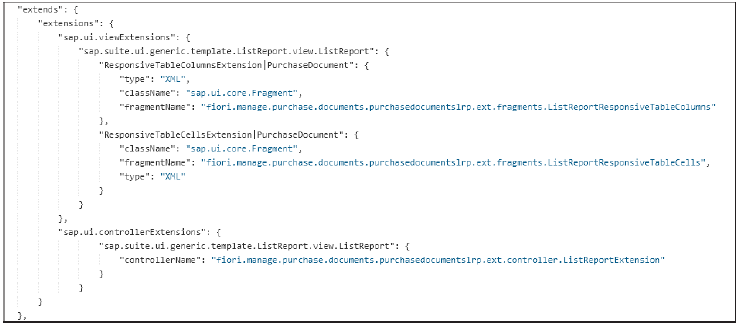 "extends": {
"extensions": {
"sap.ui.viewExtensions": {
"sap.suite.ui.generic.template.ListReport.view.ListReport": {
"ResponsiveTableColumnsExtension|PurchaseDocument": {
"type": "XML",
"className": "sap.ui.core.Fragment",
"fragmentName": "fiori.manage.purchase.documents.purchasedocumentslrp.ext.fragments.ListReportResponsiveTableColumns"
},
"ResponsiveTableCellsExtension|PurchaseDocument": {
"className": "sap.ui.core.Fragment",
"fragmentName": "fiori.manage.purchase.documents.purchasedocumentslrp.ext.fragments.ListReportResponsiveTableCells",
"type": "XML"
}
}
},
"sap.ui.controllerExtensions": {
"sap.suite.ui.generic.template.ListReport.view.ListReport": {
"controllerName": "fiori.manage.purchase.documents.purchasedocumentslrp.ext.controller.ListReportExtension"
}
}
}
},